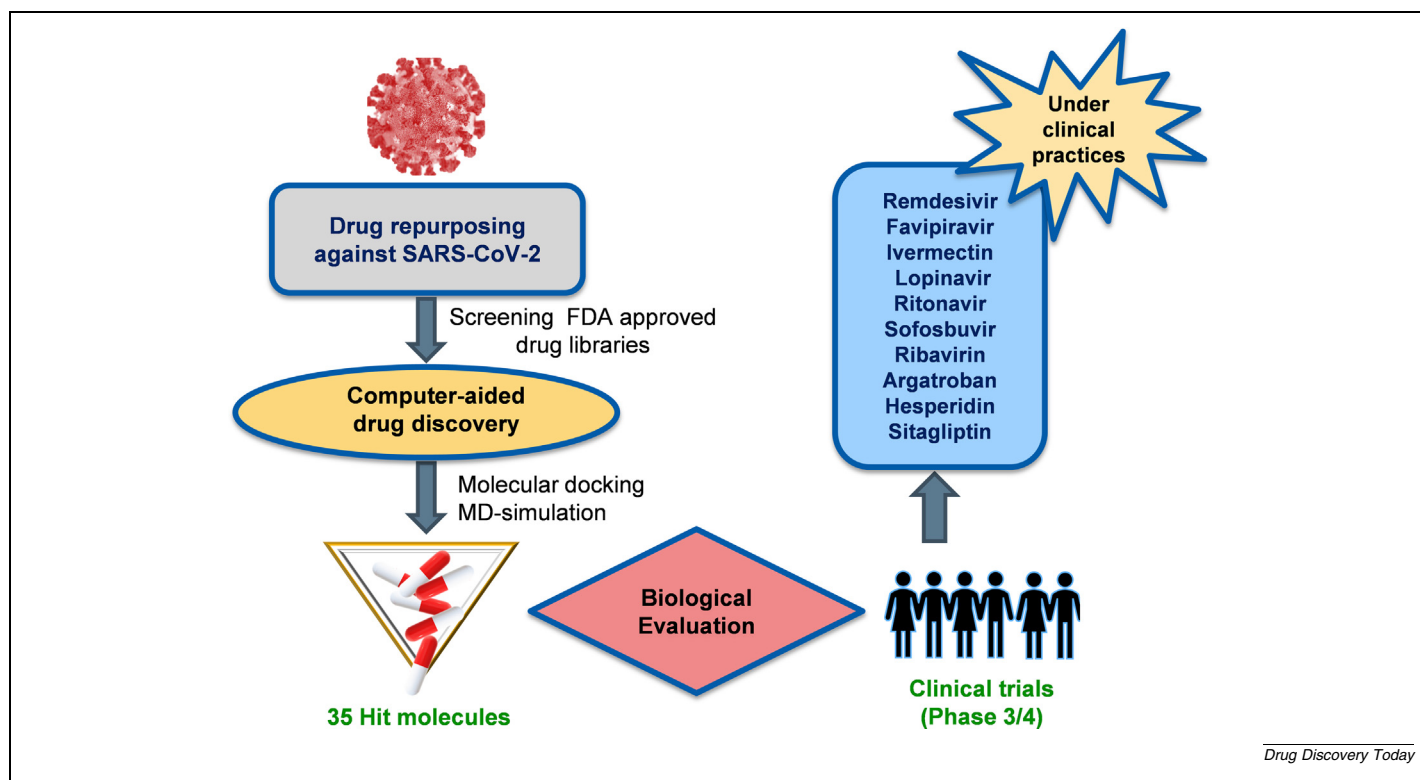 Drug repurposing
against SARS-CoV-2
Screening FDA approved
drug libraries
Computer-aided
drug discovery
Molecular docking
MD-simulation
35 Hit molecules
Biological
Evaluation
Clinical trials
(Phase 3/4)
Remdesivir
Favipiravir
Ivermectin
Lopinavir
Ritonavir
Sofosbuvir
Ribavirin
Argatroban
Hesperidin
Sitagliptin
Under
clinical
practices
Drug Discovery Today